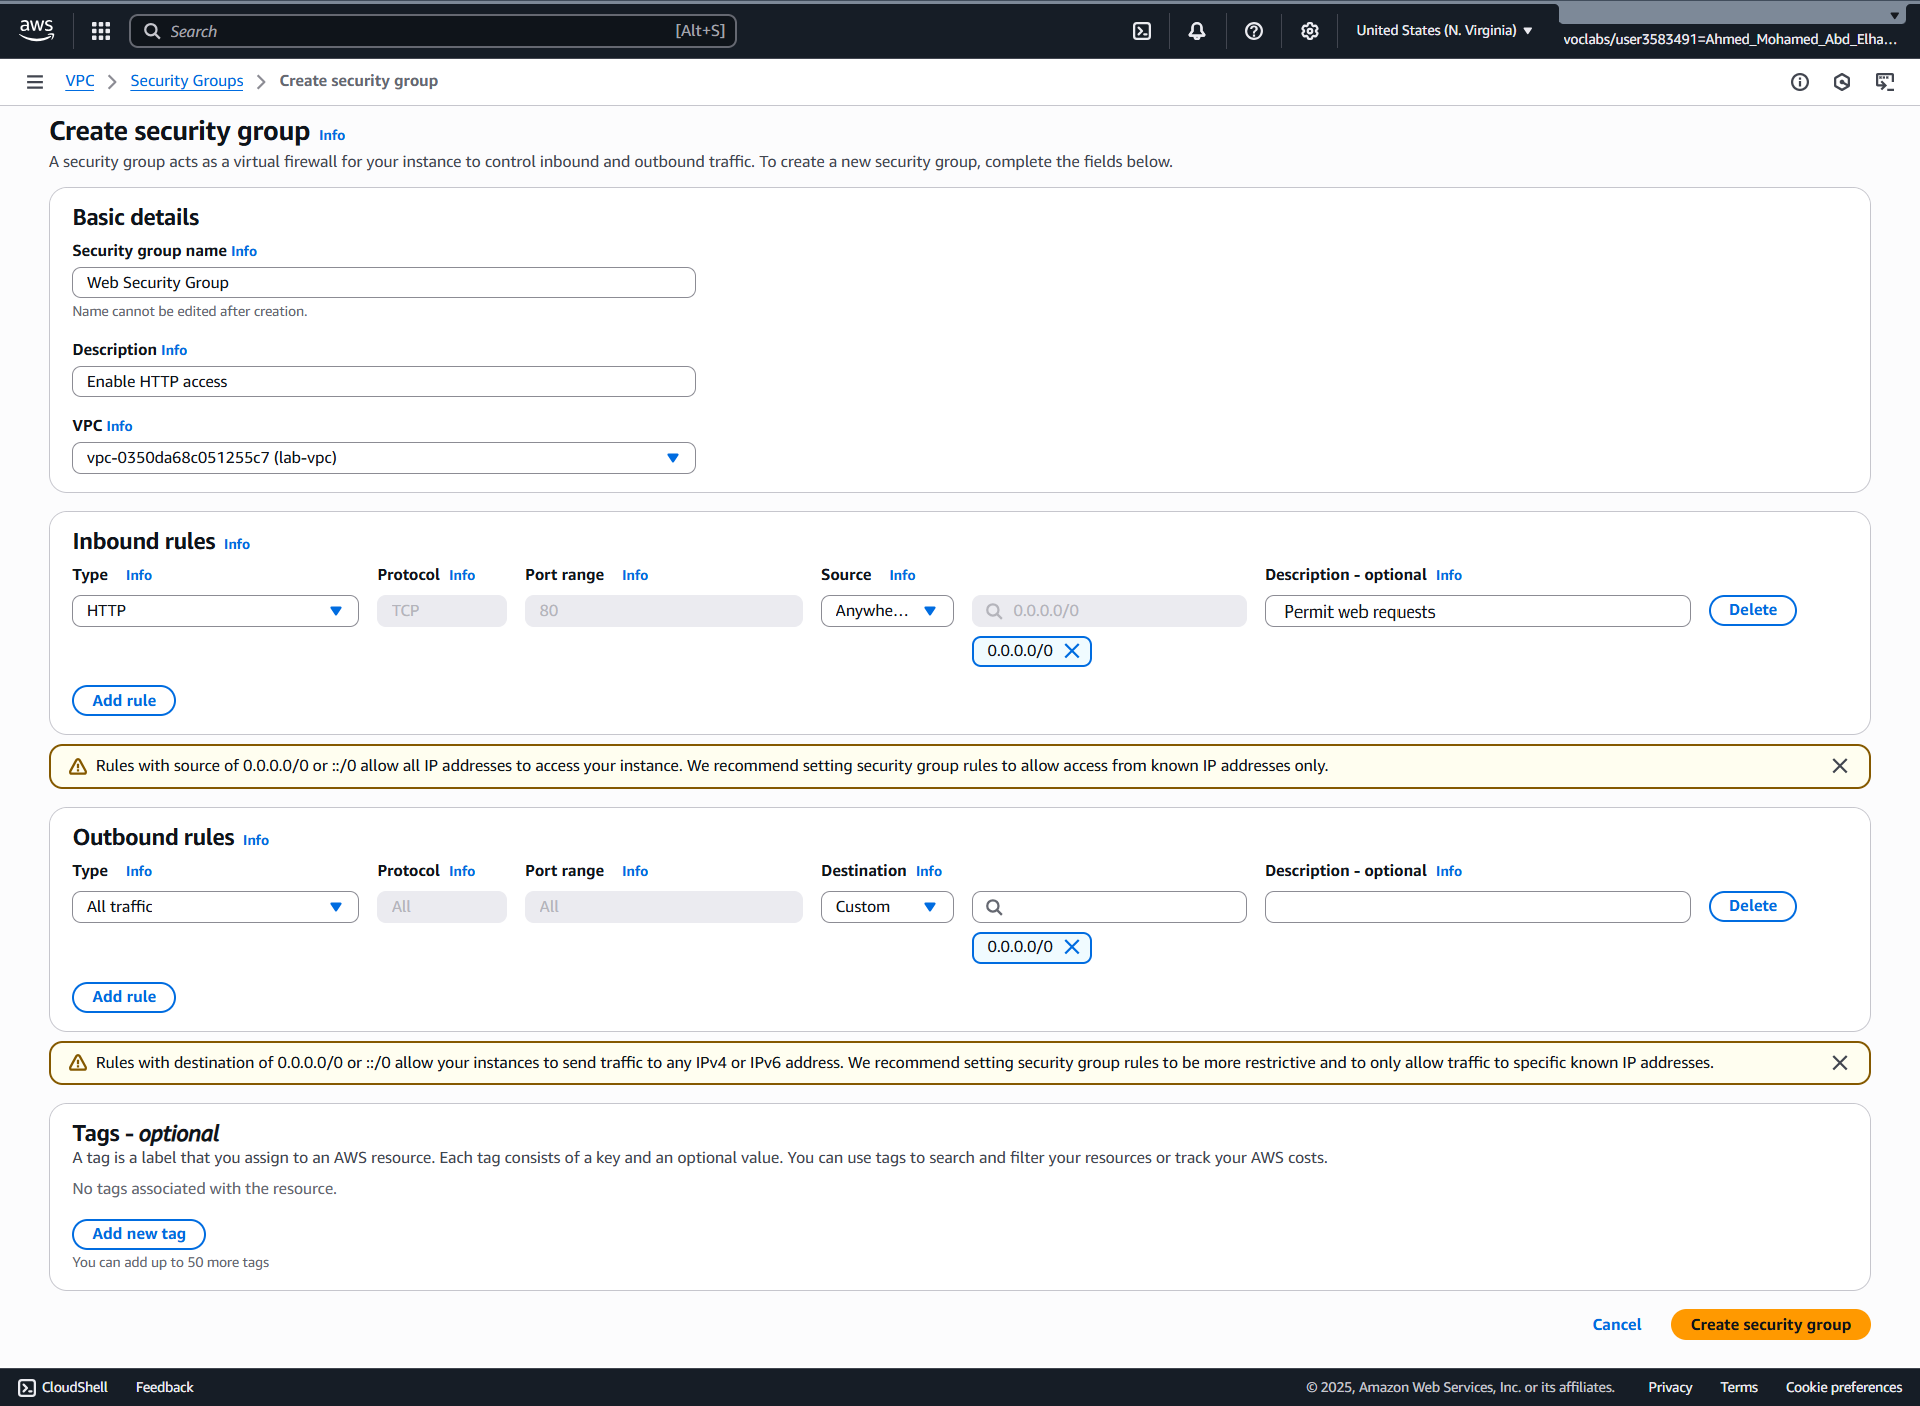 aws
Search [Alt+S]
United States (N. Virginia)
voclabs/user3583491=Ahmed_Mohamed_Abd_Elha...
VPC > Security Groups > Create security group
Create security group Info
A security group acts as a virtual firewall for your instance to control inbound and outbound traffic. To create a new security group, complete the fields below.
Basic details
Security group name Info
Web Security Group
Name cannot be edited after creation.
Description Info
Enable HTTP access
VPC Info
vpc-0350da68c051255c7 (lab-vpc)
Inbound rules Info
Type Info Protocol Info Port range Info Source Info Description - optional Info
HTTP TCP 80 Anywhe... 0.0.0.0/0 Permit web requests Delete
0.0.0.0/0
Add rule
Rules with source of 0.0.0.0/0 or ::/0 allow all IP addresses to access your instance. We recommend setting security group rules to allow access from known IP addresses only.
Outbound rules Info
Type Info Protocol Info Port range Info Destination Info Description - optional Info
All traffic All All Custom Delete
0.0.0.0/0
Add rule
Rules with destination of 0.0.0.0/0 or ::/0 allow your instances to send traffic to any IPv4 or IPv6 address. We recommend setting security group rules to be more restrictive and to only allow traffic to specific known IP addresses.
Tags - optional
A tag is a label that you assign to an AWS resource. Each tag consists of a key and an optional value. You can use tags to search and filter your resources or track your AWS costs.
No tags associated with the resource.
Add new tag
You can add up to 50 more tags
Cancel Create security group
CloudShell Feedback © 2025, Amazon Web Services, Inc. or its affiliates. Privacy Terms Cookie preferences